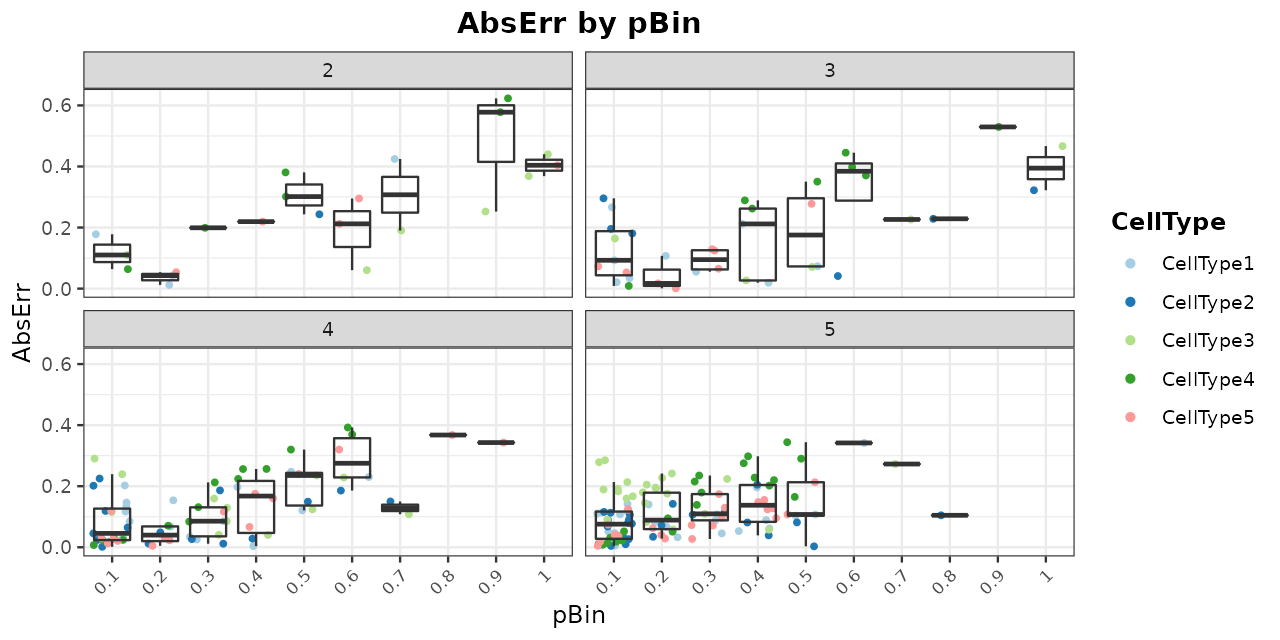 AbsErr by pBin
2
3
0.6
0.4
0.2
0.0
4
5
0.6
0.4
0.2
0.0
0.1 0.2 0.3 0.4 0.5 0.6 0.7 0.8 0.9 1
0.1 0.2 0.3 0.4 0.5 0.6 0.7 0.8 0.9 1
AbsErr
pBin
CellType
CellType1
CellType2
CellType3
CellType4
CellType5